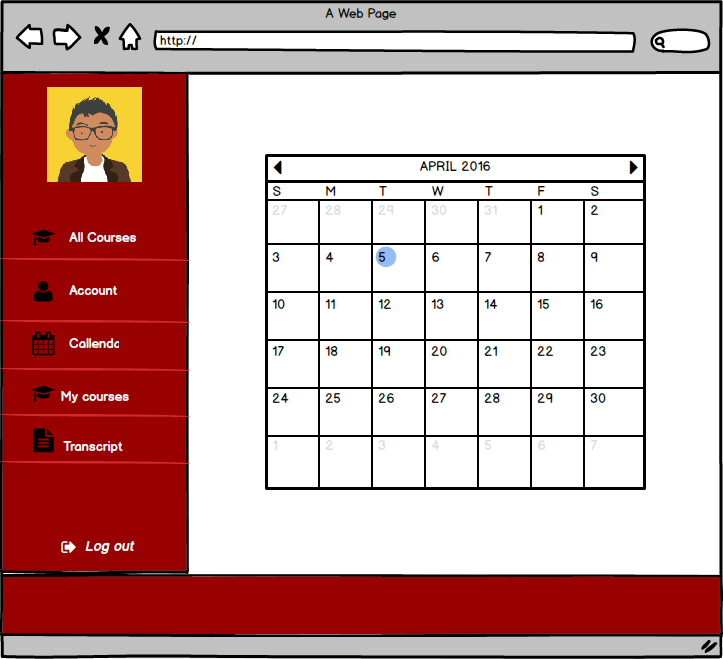 A Web Page
http://
All Courses
Account
Callenda
My courses
Transcript
Log out
APRIL 2016
S M T W T F S
27 28 29 30 31 1 2
3 4 5 6 7 8 9
10 11 12 13 14 15 16
17 18 19 20 21 22 23
24 25 26 27 28 29 30
1 2 3 4 5 6 7